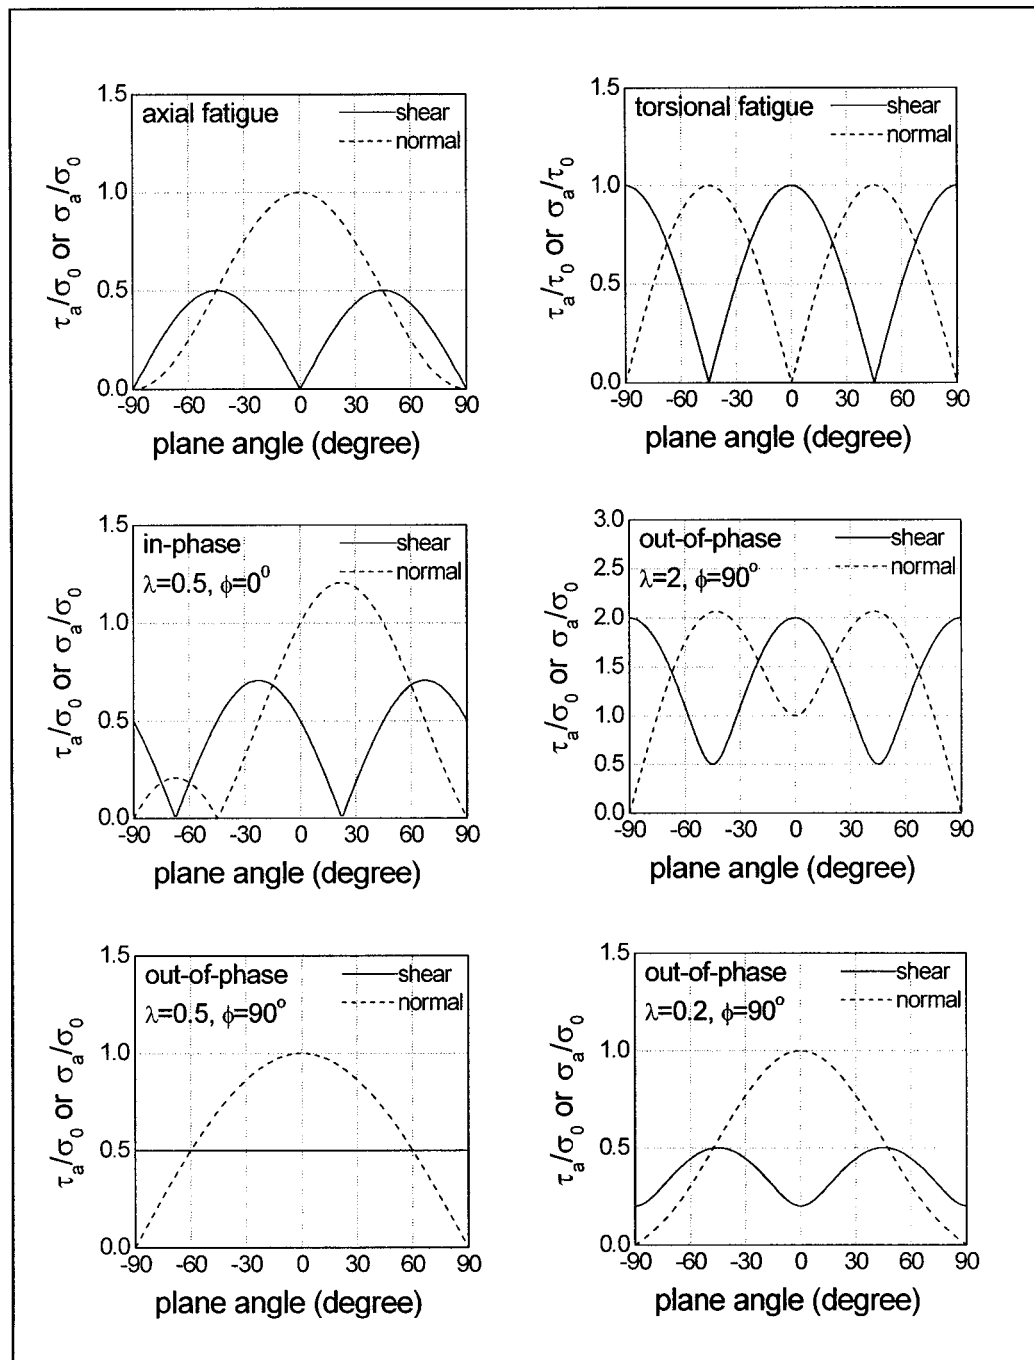 axial fatigue
shear
normal
1.5
1.0
0.5
0.0
τa/σ0 or σa/σ0
-90 -60 -30 0 30 60 90
plane angle (degree)
torsional fatigue
shear
normal
1.5
1.0
0.5
0.0
τa/τ0 or σa/τ0
-90 -60 -30 0 30 60 90
plane angle (degree)
in-phase
λ=0.5, ϕ=0⁰
shear
normal
1.5
1.0
0.5
0.0
τa/σ0 or σa/σ0
-90 -60 -30 0 30 60 90
plane angle (degree)
out-of-phase
λ=2, ϕ=90°
shear
normal
3.0
2.5
2.0
1.5
1.0
0.5
0.0
τa/σ0 or σa/σ0
-90 -60 -30 0 30 60 90
plane angle (degree)
out-of-phase
λ=0.5, ϕ=90°
shear
normal
1.5
1.0
0.5
0.0
τa/σ0 or σa/σ0
-90 -60 -30 0 30 60 90
plane angle (degree)
out-of-phase
λ=0.2, ϕ=90°
shear
normal
1.5
1.0
0.5
0.0
τa/σ0 or σa/σ0
-90 -60 -30 0 30 60 90
plane angle (degree)